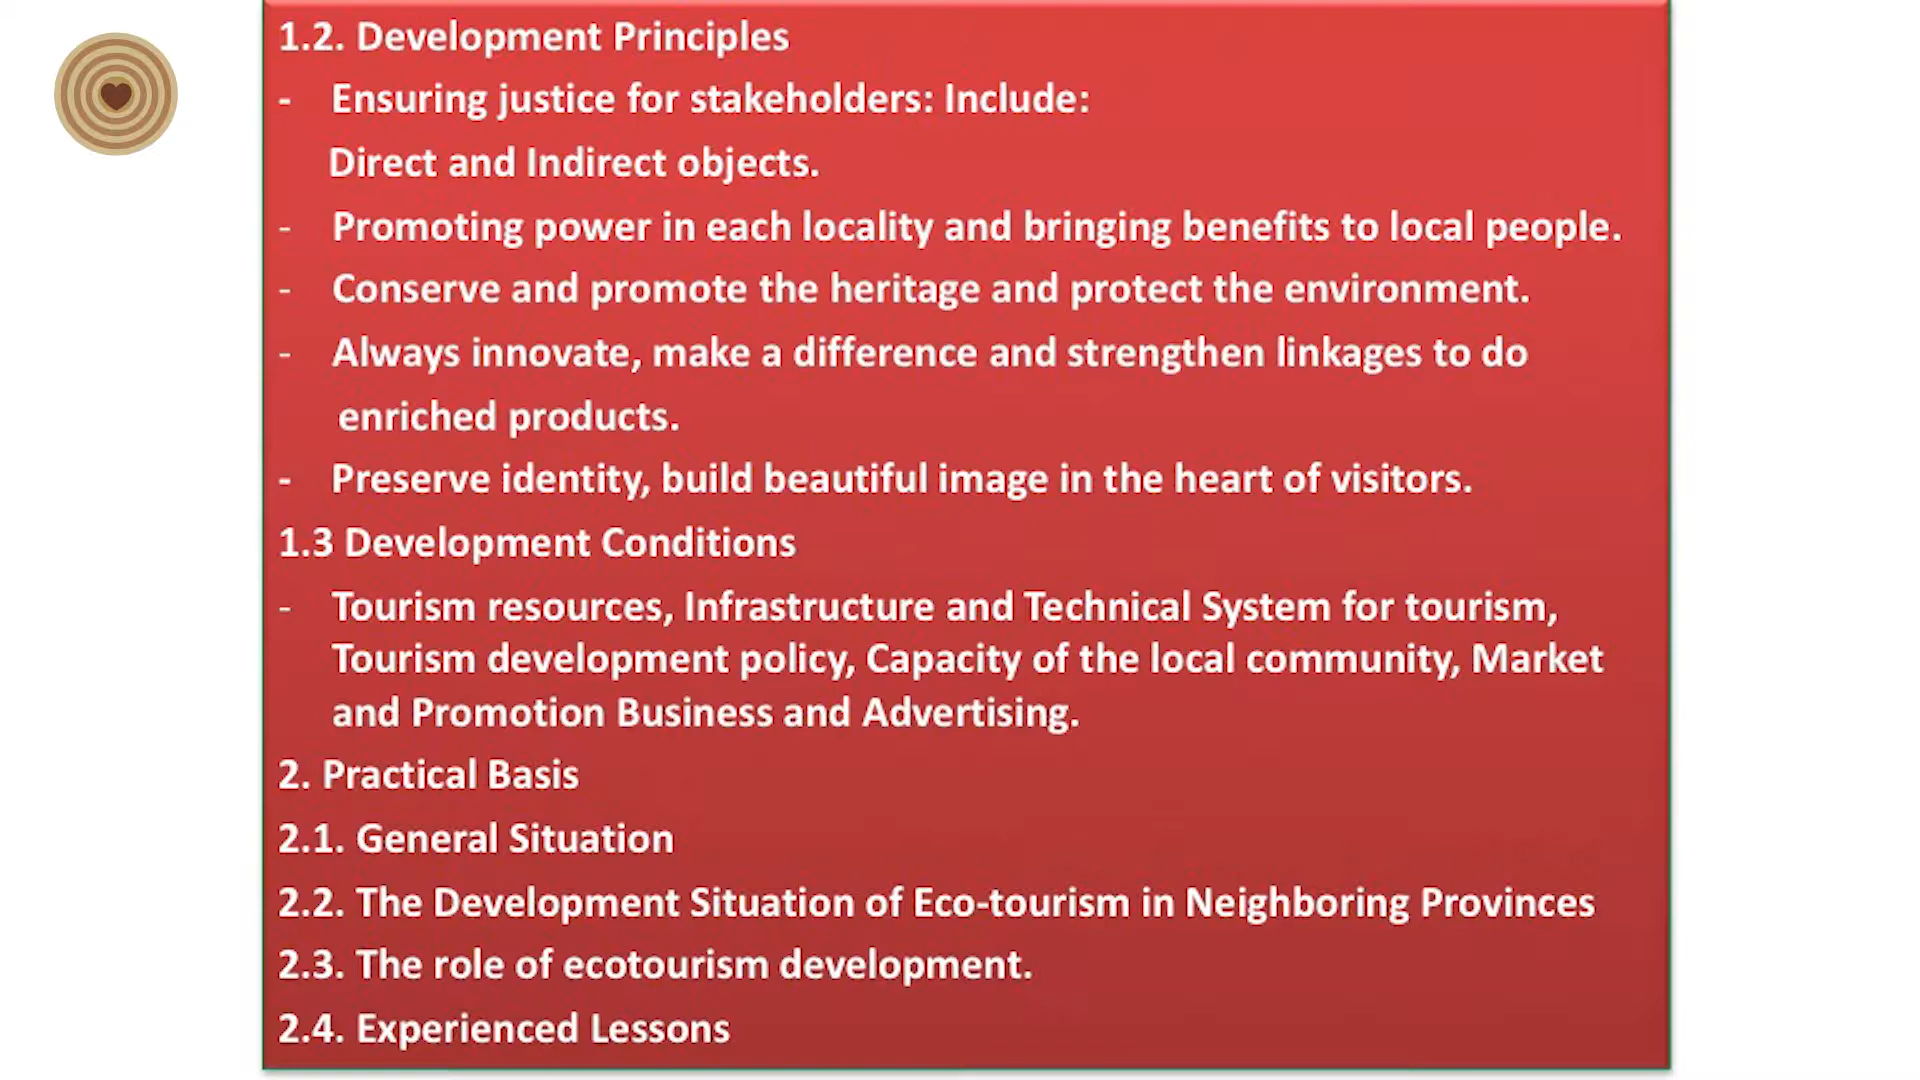 1.2. Development Principles
- Ensuring justice for stakeholders: Include:
Direct and Indirect objects.
- Promoting power in each locality and bringing benefits to local people.
- Conserve and promote the heritage and protect the environment.
- Always innovate, make a difference and strengthen linkages to do
enriched products.
- Preserve identity, build beautiful image in the heart of visitors.
1.3 Development Conditions
- Tourism resources, Infrastructure and Technical System for tourism,
Tourism development policy, Capacity of the local community, Market
and Promotion Business and Advertising.
2. Practical Basis
2.1. General Situation
2.2. The Development Situation of Eco-tourism in Neighboring Provinces
2.3. The role of ecotourism development.
2.4. Experienced Lessons